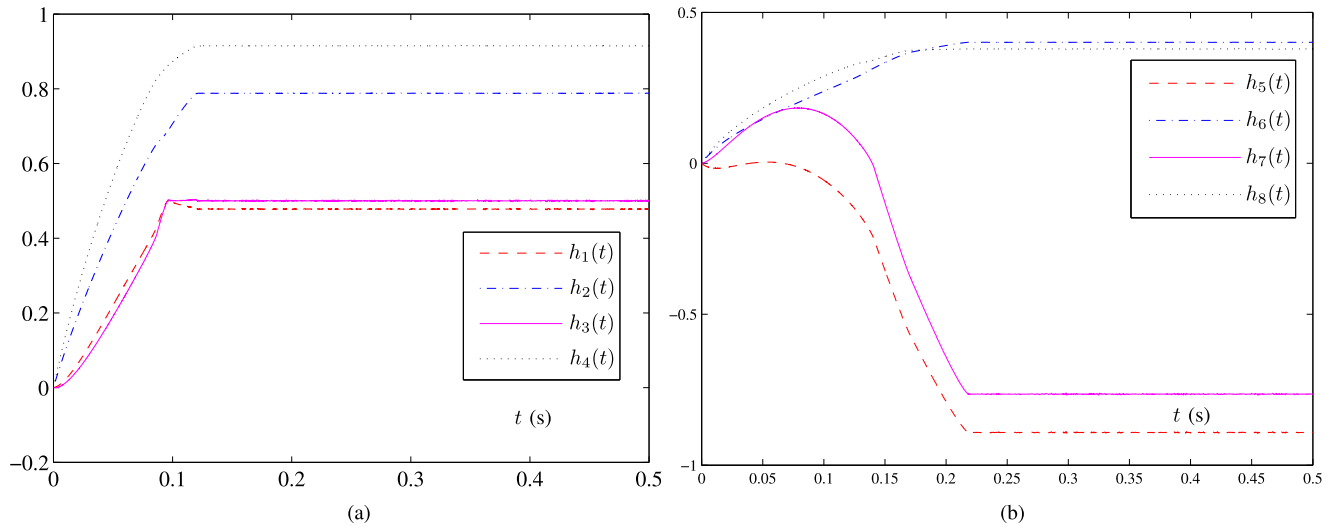 1
0.8
0.6
0.4
0.2
0
−0.2
0 0.1 0.2 0.3 0.4 0.5
h₁(t)
h₂(t)
h₃(t)
h₄(t)
t (s)
(a)
0.5
0
−0.5
−1
0 0.05 0.1 0.15 0.2 0.25 0.3 0.35 0.4 0.45 0.5
h₅(t)
h₆(t)
h₇(t)
h₈(t)
t (s)
(b)